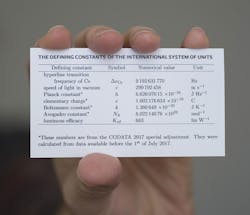 THE DEFINING CONSTANTS OF THE INTERNATIONAL SYSTEM OF UNITS
Defining constant Symbol Numerical value Unit
hyperfine transition
frequency of Cs Δν_Cs 9 192 631 770 Hz
speed of light in vacuum c 299 792 458 m s⁻¹
Planck constant* h 6.626 070 15 × 10⁻³⁴ J Hz⁻¹
elementary charge* e 1.602 176 634 × 10⁻¹⁹ C
Boltzmann constant* k 1.380 649 × 10⁻²³ J K⁻¹
Avogadro constant* N_A 6.022 140 76 × 10²³ mol⁻¹
luminous efficacy K_cd 683 lm W⁻¹
*These numbers are from the CODATA 2017 special adjustment. They were
calculated from data available before the 1st of July 2017.